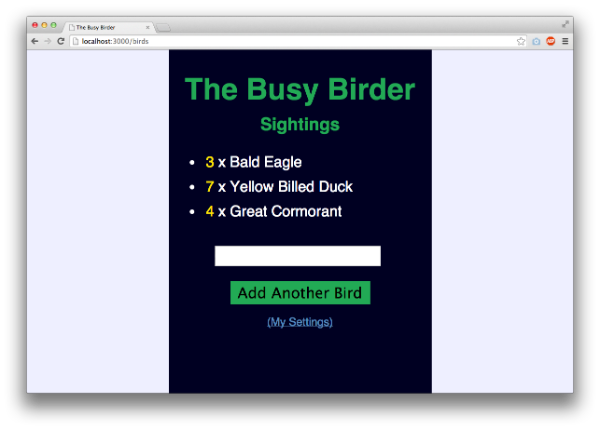 The Busy Birder
localhost:3000/birds
The Busy Birder
Sightings
3 x Bald Eagle
7 x Yellow Billed Duck
4 x Great Cormorant
Add Another Bird
(My Settings)